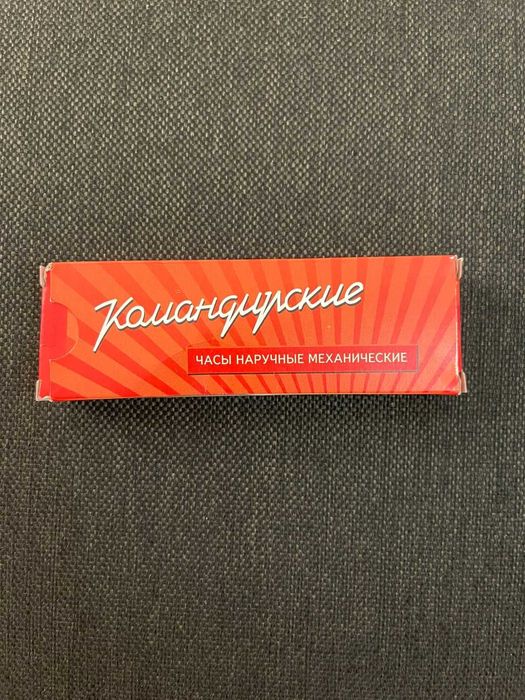 Командирские
ЧАСЫ НАРУЧНЫЕ МЕХАНИЧЕСКИЕ